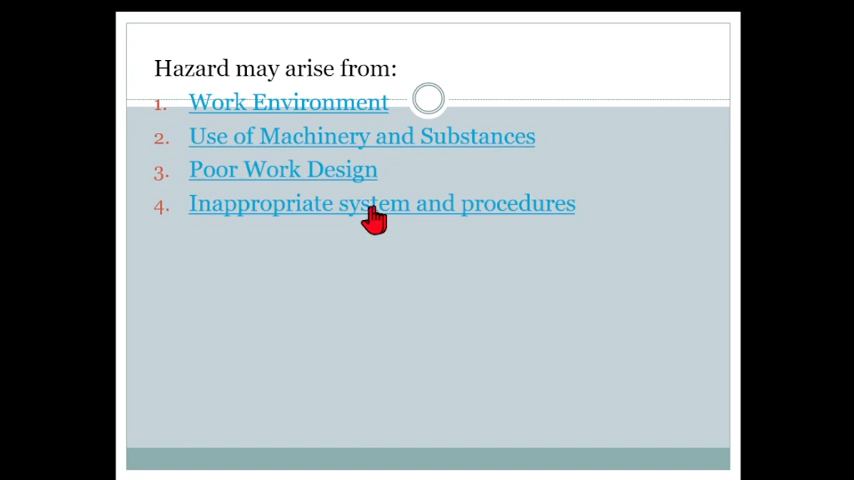 Hazard may arise from:
1. Work Environment
2. Use of Machinery and Substances
3. Poor Work Design
4. Inappropriate system and procedures